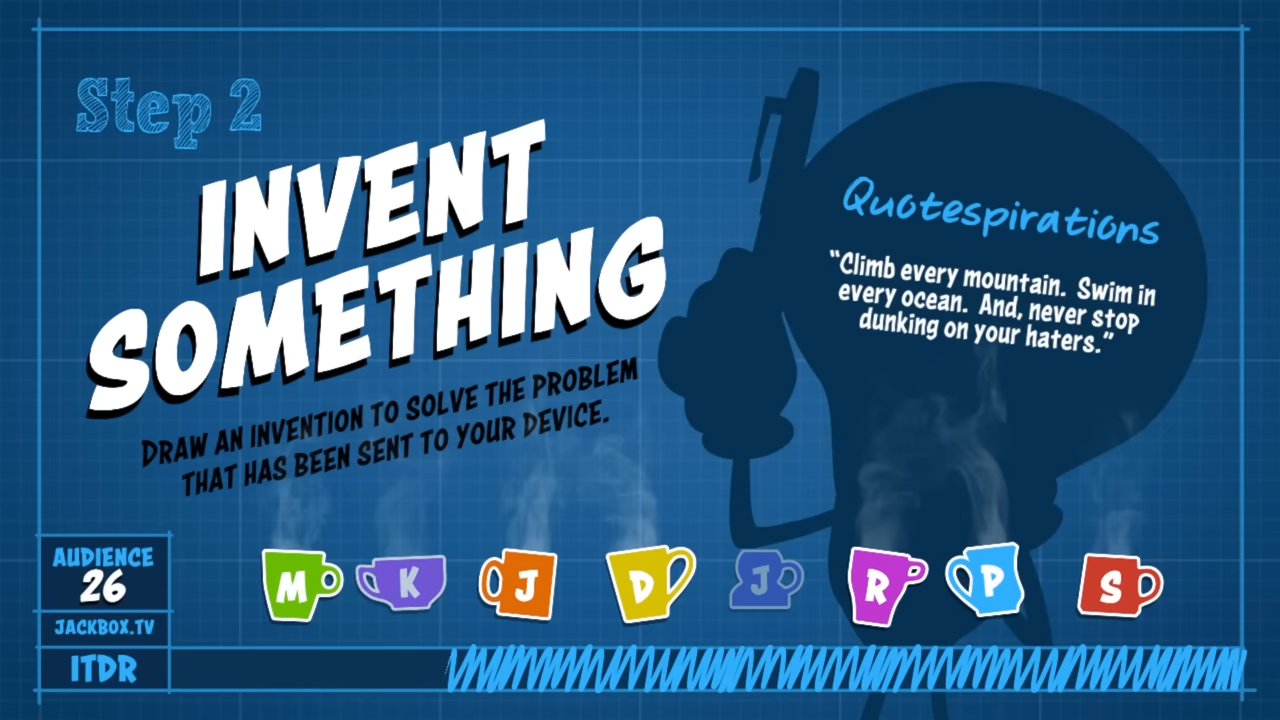 Step 2
INVENT
SOMETHING
DRAW AN INVENTION TO SOLVE THE PROBLEM
THAT HAS BEEN SENT TO YOUR DEVICE.
Quotespirations
“Climb every mountain. Swim in
every ocean. And, never stop
dunking on your haters.”
AUDIENCE
26
JACKBOX.TV
ITDR
M K J D J R P S